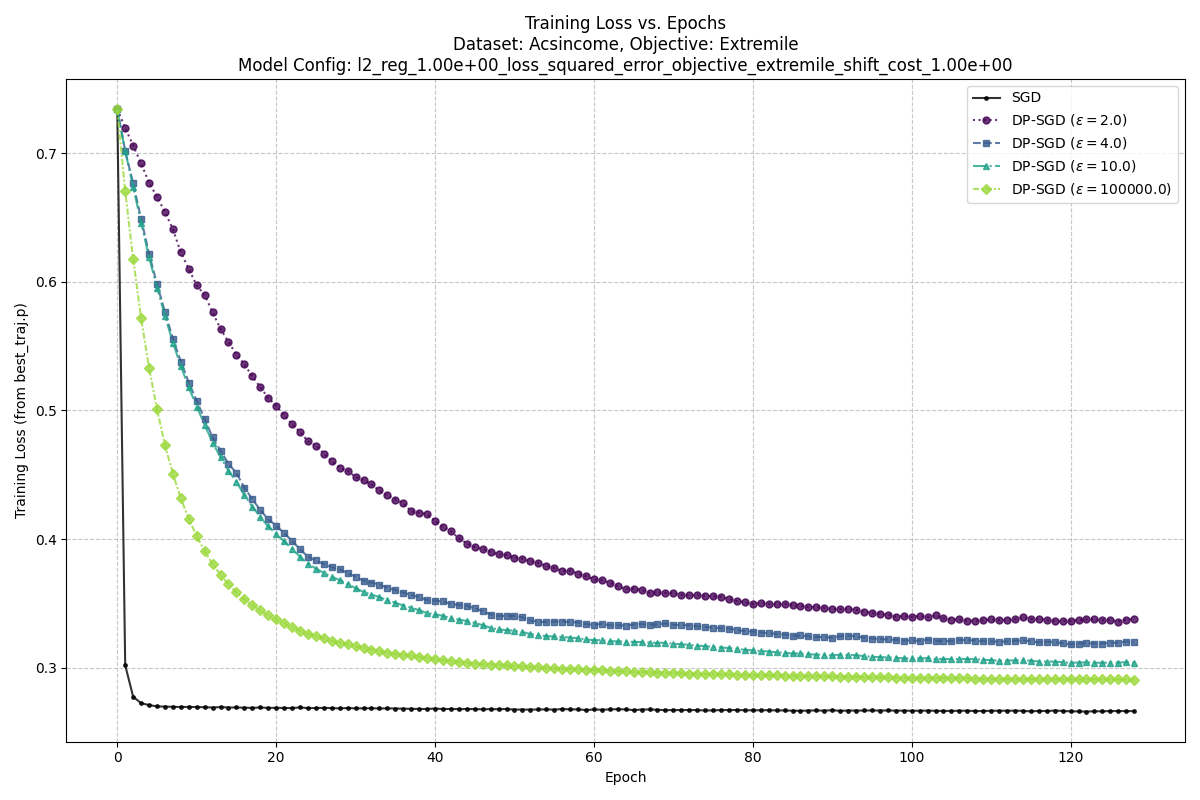 Training Loss vs. Epochs
Dataset: Acsincome, Objective: Extremile
Model Config: l2_reg_1.00e+00_loss_squared_error_objective_extremile_shift_cost_1.00e+00
SGD
DP-SGD (ε = 2.0)
DP-SGD (ε = 4.0)
DP-SGD (ε = 10.0)
DP-SGD (ε = 100000.0)
Training Loss (from best_traj.p)
0.7
0.6
0.5
0.4
0.3
0 20 40 60 80 100 120
Epoch